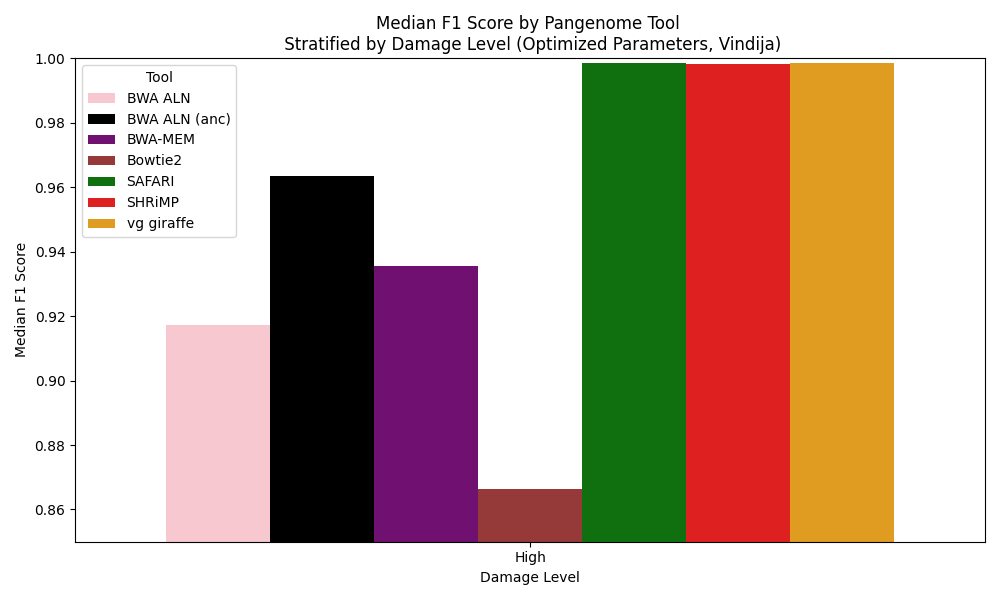 Median F1 Score by Pangenome Tool
Stratified by Damage Level (Optimized Parameters, Vindija)
Median F1 Score
1.00
0.98
0.96
0.94
0.92
0.90
0.88
0.86
Tool
BWA ALN
BWA ALN (anc)
BWA-MEM
Bowtie2
SAFARI
SHRiMP
vg giraffe
High
Damage Level